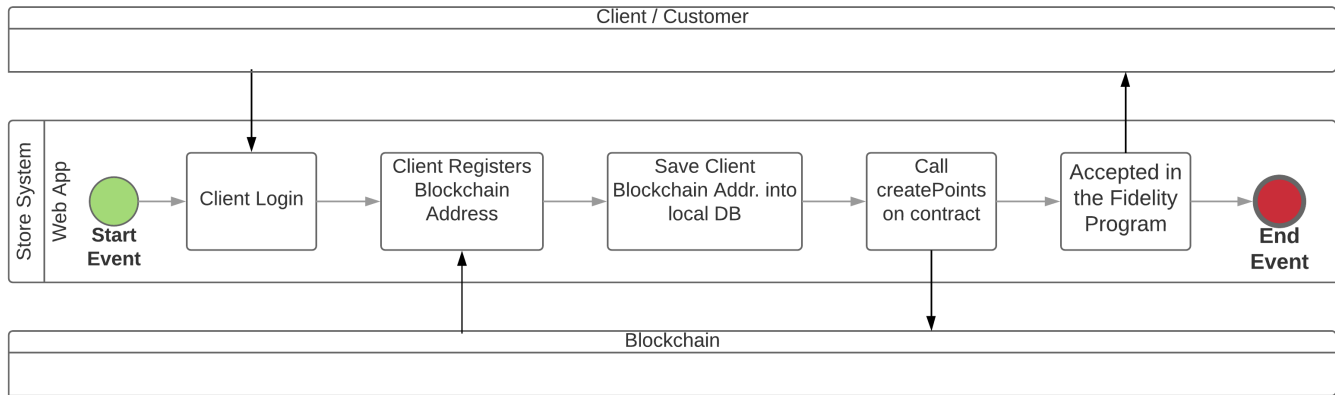 Client / Customer
Store System
Web App
Start
Event
Client Login
Client Registers
Blockchain
Address
Save Client
Blockchain Addr. into
local DB
Call
createPoints
on contract
Accepted in
the Fidelity
Program
End
Event
Blockchain